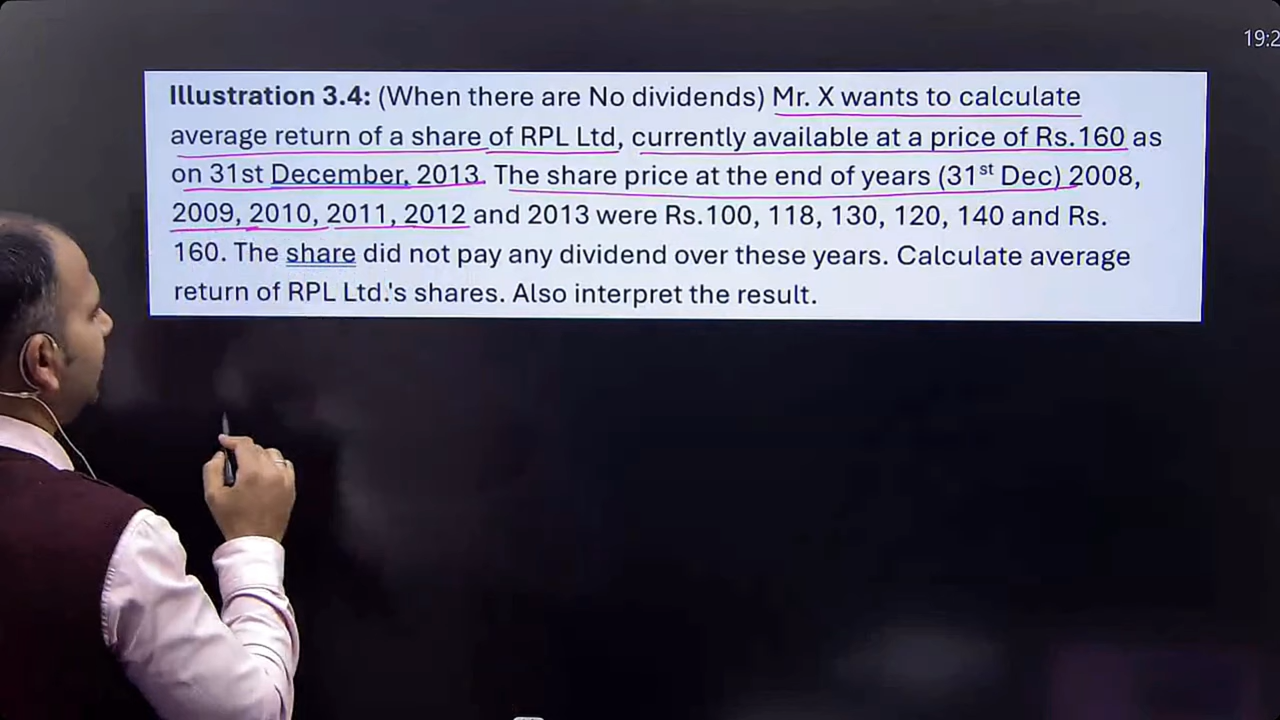 19:2
Illustration 3.4: (When there are No dividends) Mr. X wants to calculate
average return of a share of RPL Ltd, currently available at a price of Rs.160 as
on 31st December, 2013. The share price at the end of years (31st Dec) 2008,
2009, 2010, 2011, 2012 and 2013 were Rs.100, 118, 130, 120, 140 and Rs.
160. The share did not pay any dividend over these years. Calculate average
return of RPL Ltd.'s shares. Also interpret the result.